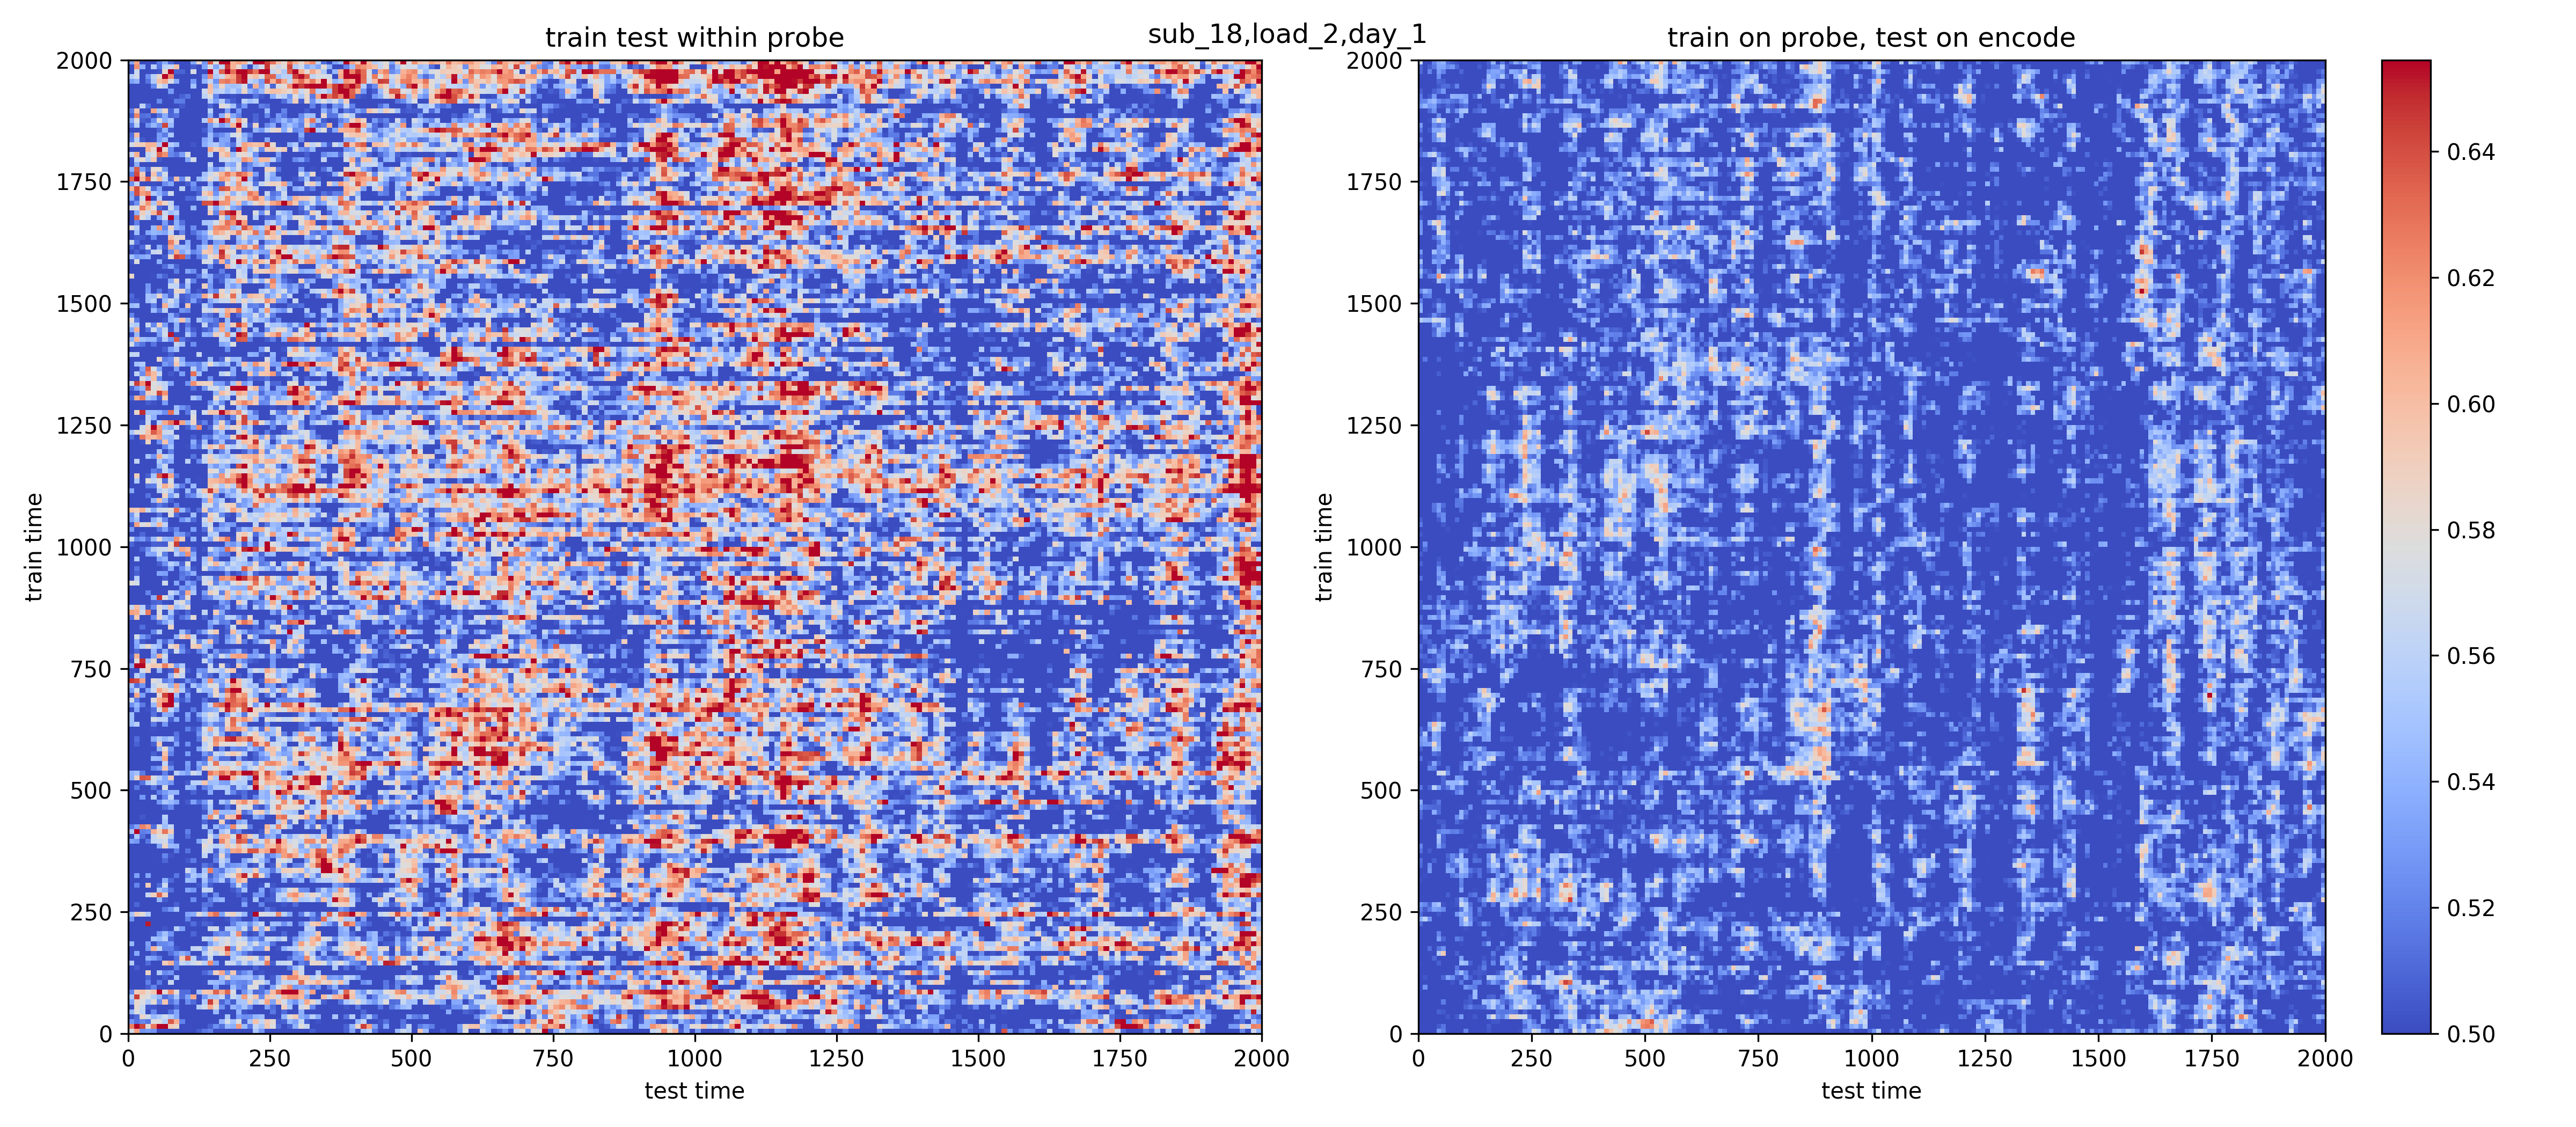 sub_18,load_2,day_1
train test within probe
train time
2000
1750
1500
1250
1000
750
500
250
0
0 250 500 750 1000 1250 1500 1750 2000
test time
train on probe, test on encode
train time
2000
1750
1500
1250
1000
750
500
250
0
0 250 500 750 1000 1250 1500 1750 2000
test time
0.64
0.62
0.60
0.58
0.56
0.54
0.52
0.50